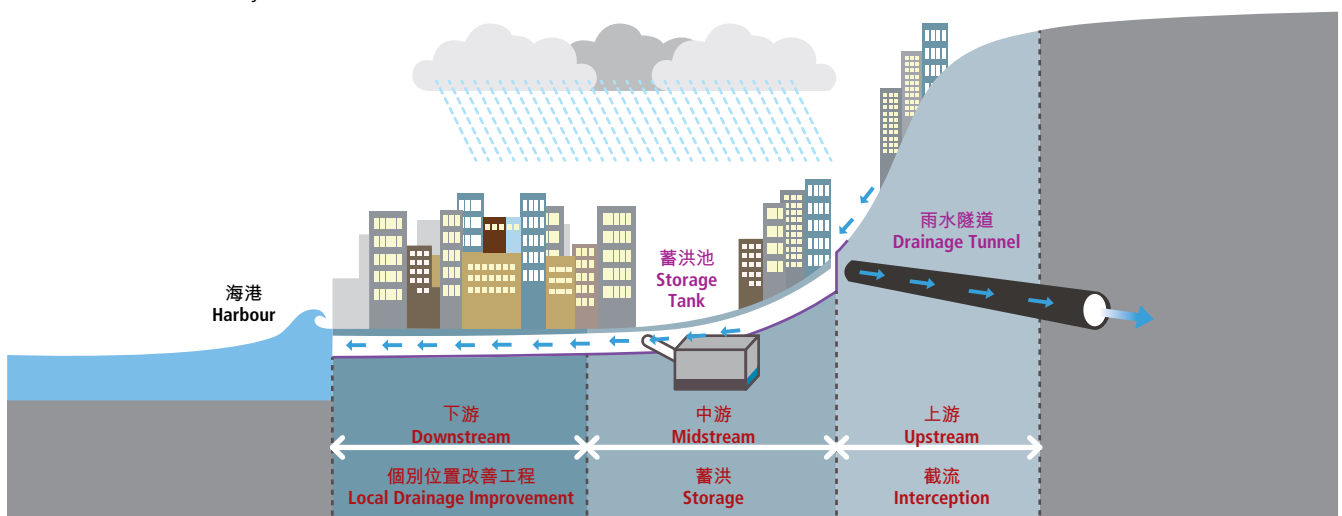 雨水隧道
Drainage Tunnel
蓄洪池
Storage
Tank
海港
Harbour
下游
Downstream
中游
Midstream
上游
Upstream
個別位置改善工程
Local Drainage Improvement
蓄洪
Storage
截流
Interception